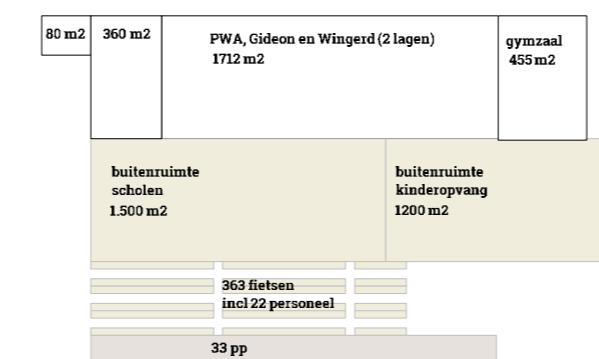 80 m2
360 m2
PWA, Gideon en Wingerd (2 lagen)
1712 m2
gymzaal
455 m2
buitenruimte
scholen
1.500 m2
buitenruimte
kinderopvang
1200 m2
363 fietsen
incl 22 personeel
33 pp